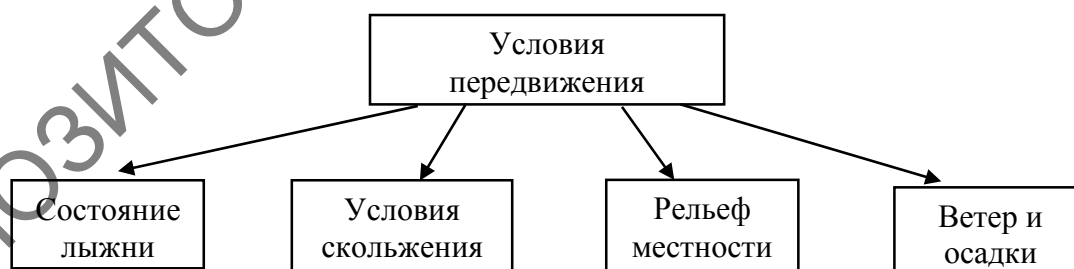 Условия
передвижения
Состояние
лыжни
Условия
скольжения
Рельеф
местности
Ветер и
осадки